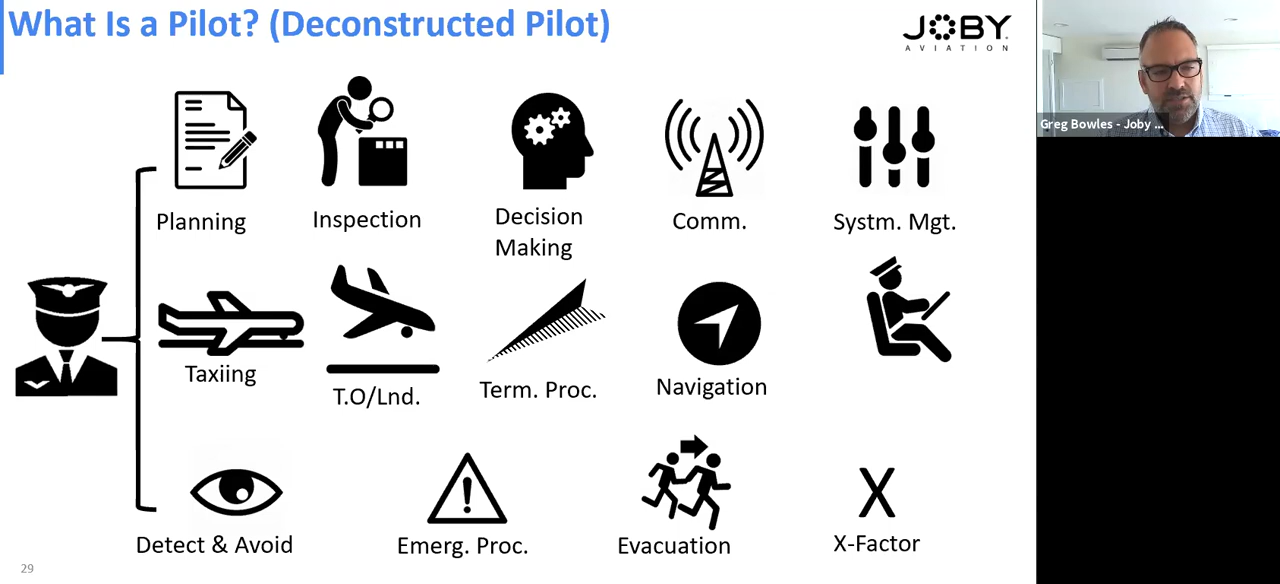 What Is a Pilot? (Deconstructed Pilot)
JOBY
AVIATION
Greg Bowles - Joby ...
Planning
Inspection
Decision
Making
Comm.
Systm. Mgt.
Taxiing
T.O/Lnd.
Term. Proc.
Navigation
Detect & Avoid
Emerg. Proc.
Evacuation
X
X-Factor
29